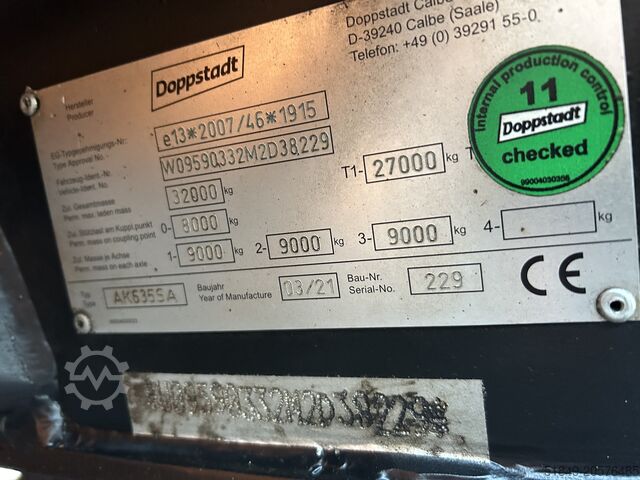 Doppstadt Calbe
D-39240 Calbe (Saale)
Telefon: +49 (0) 39291 55-0
Doppstadt
Hersteller
Producer
Internal production control
11
Doppstadt
checked
99004030356
EG-Typgenehmigungs-Nr.
Type Approval No.
e13*2007/46*1915
Fahrzeug-Ident.-Nr.
Vehicle-Ident. No.
W09590332M2D38229
Zul. Gesamtmasse
Perm. max. laden mass
32000 kg
T1- 27000 kg T
Zul. Stützlast am Kuppl.punkt
Perm. mass on coupling point
0- 8000 kg
Zul. Masse je Achse
Perm. mass on each axle
1- 9000 kg 2- 9000 kg 3- 9000 kg 4- kg
Typ
Type
AK635SA
Baujahr
Year of Manufacture
03/21
Bau-Nr.
Serial-No.
229
CE